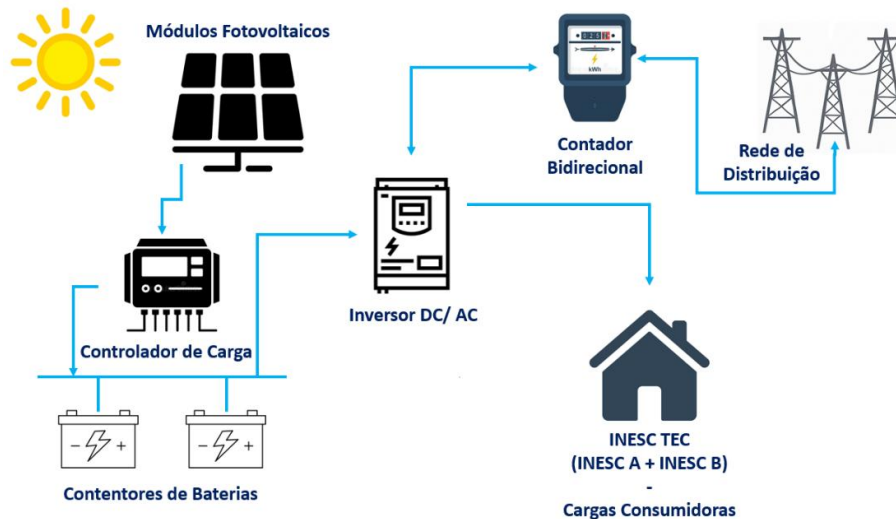 Módulos Fotovoltaicos
kWh
Contador
Bidirecional
Rede de
Distribuição
Inversor DC/ AC
Controlador de Carga
- +
- +
Contentores de Baterias
INESC TEC
(INESC A + INESC B)
-
Cargas Consumidoras